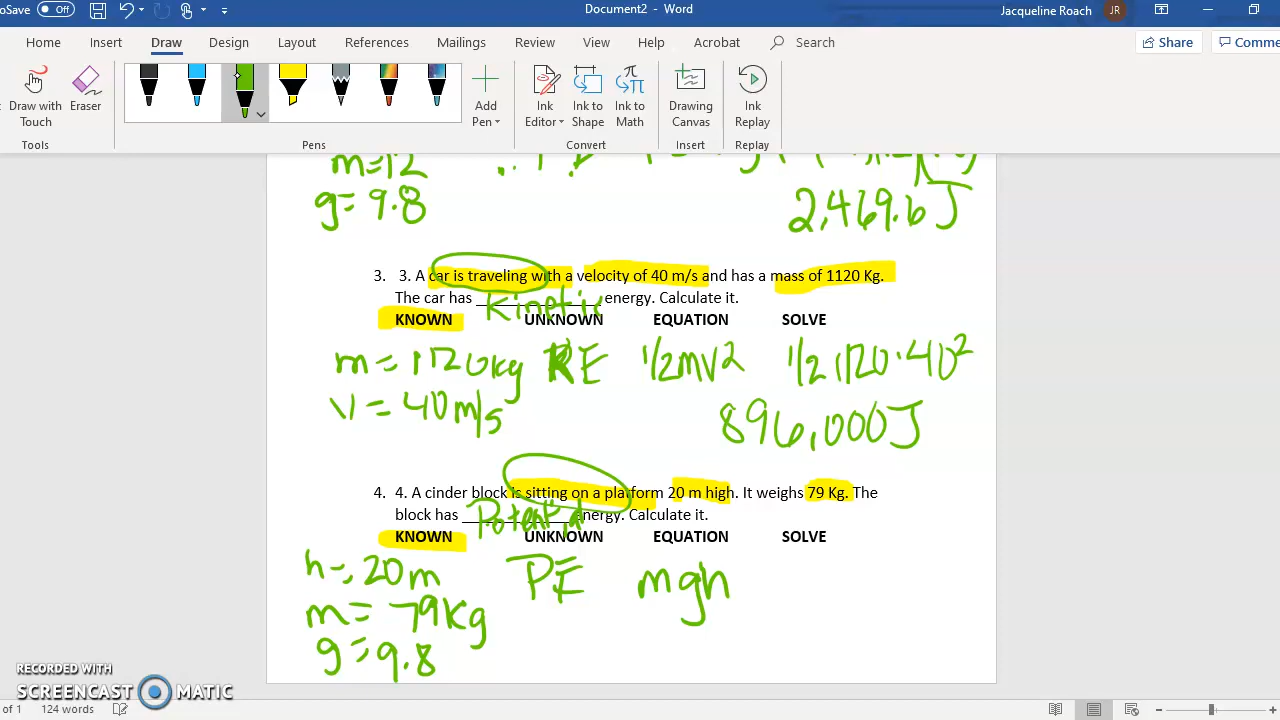 oSave Off Document2 - Word Jacqueline Roach JR
Home Insert Draw Design Layout References Mailings Review View Help Acrobat Search Share Comme
Draw with Touch Eraser Add Pen Ink Editor Ink to Shape Ink to Math Drawing Canvas Ink Replay
Tools Pens Convert Insert Replay
m=12
g=9.8 2,469.6J
3. 3. A car is traveling with a velocity of 40 m/s and has a mass of 1120 Kg.
The car has Kinetic energy. Calculate it.
KNOWN UNKNOWN EQUATION SOLVE
m=1120kg KE 1/2mv2 1/2 1120·402
V=40m/s
896,000J
4. 4. A cinder block is sitting on a platform 20 m high. It weighs 79 Kg. The
block has energy. Calculate it.
KNOWN UNKNOWN EQUATION SOLVE
h=20m PE mgh
m=79Kg
g=9.8
RECORDED WITH
SCREENCAST MATIC
of 1 124 words